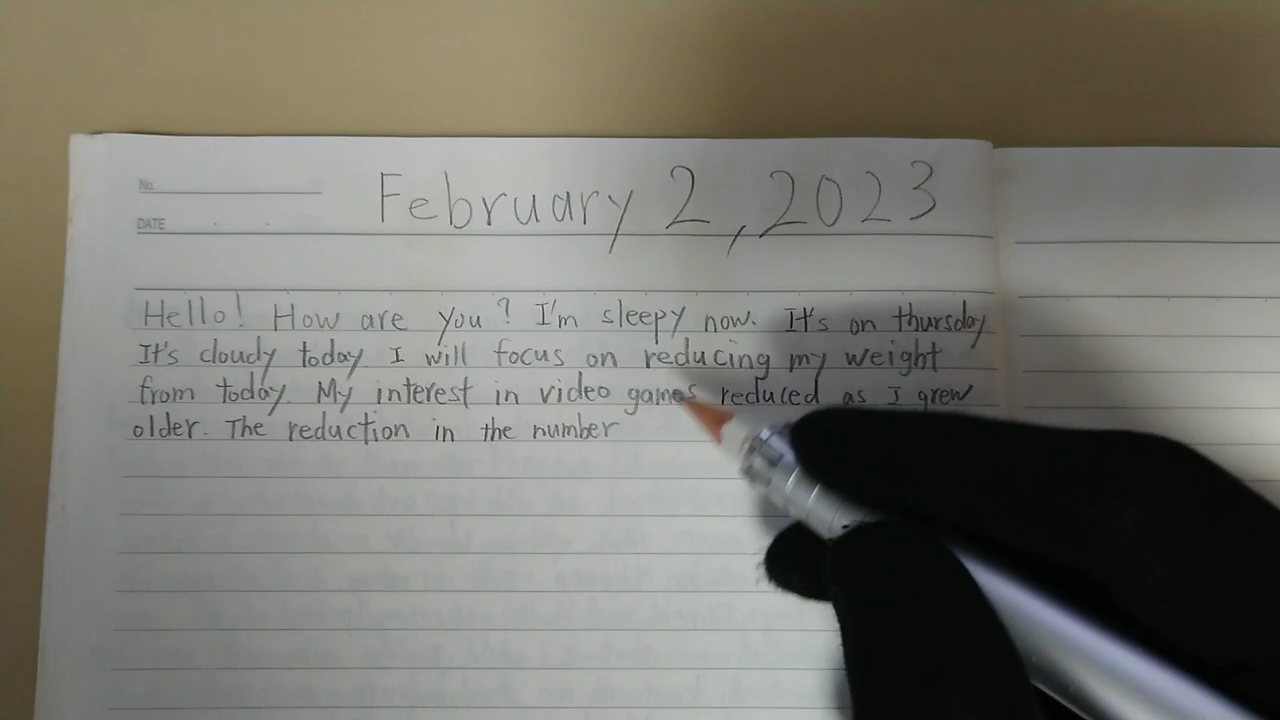 No.
DATE
February 2, 2023
Hello! How are you? I'm sleepy now. It's on thursday
It's cloudy today I will focus on reducing my weight
from today. My interest in video games reduced as I grew
older. The reduction in the number